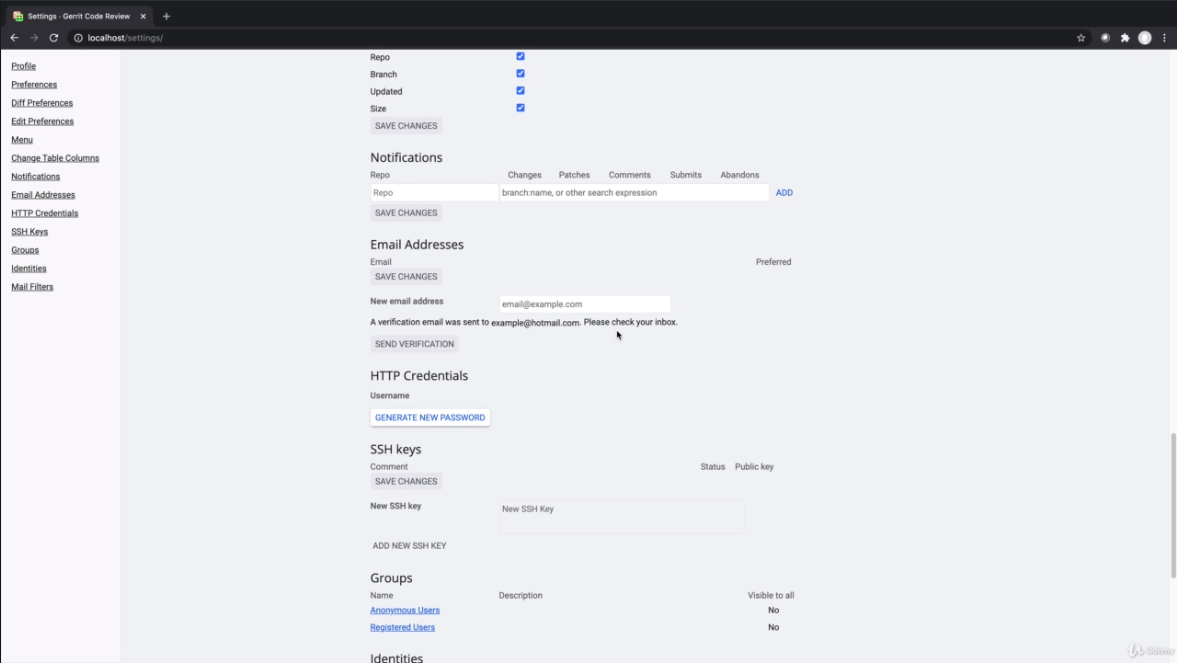 Settings · Gerrit Code Review
localhost/settings/
Profile
Preferences
Diff Preferences
Edit Preferences
Menu
Change Table Columns
Notifications
Email Addresses
HTTP Credentials
SSH Keys
Groups
Identities
Mail Filters
Repo
Branch
Updated
Size
SAVE CHANGES
Notifications
Repo Changes Patches Comments Submits Abandons
Repo branch:name, or other search expression ADD
SAVE CHANGES
Email Addresses
Email Preferred
SAVE CHANGES
New email address email@example.com
A verification email was sent to example@hotmail.com. Please check your inbox.
SEND VERIFICATION
HTTP Credentials
Username
GENERATE NEW PASSWORD
SSH keys
Comment Status Public key
SAVE CHANGES
New SSH key New SSH Key
ADD NEW SSH KEY
Groups
Name Description Visible to all
Anonymous Users No
Registered Users No
Identities
Udemy